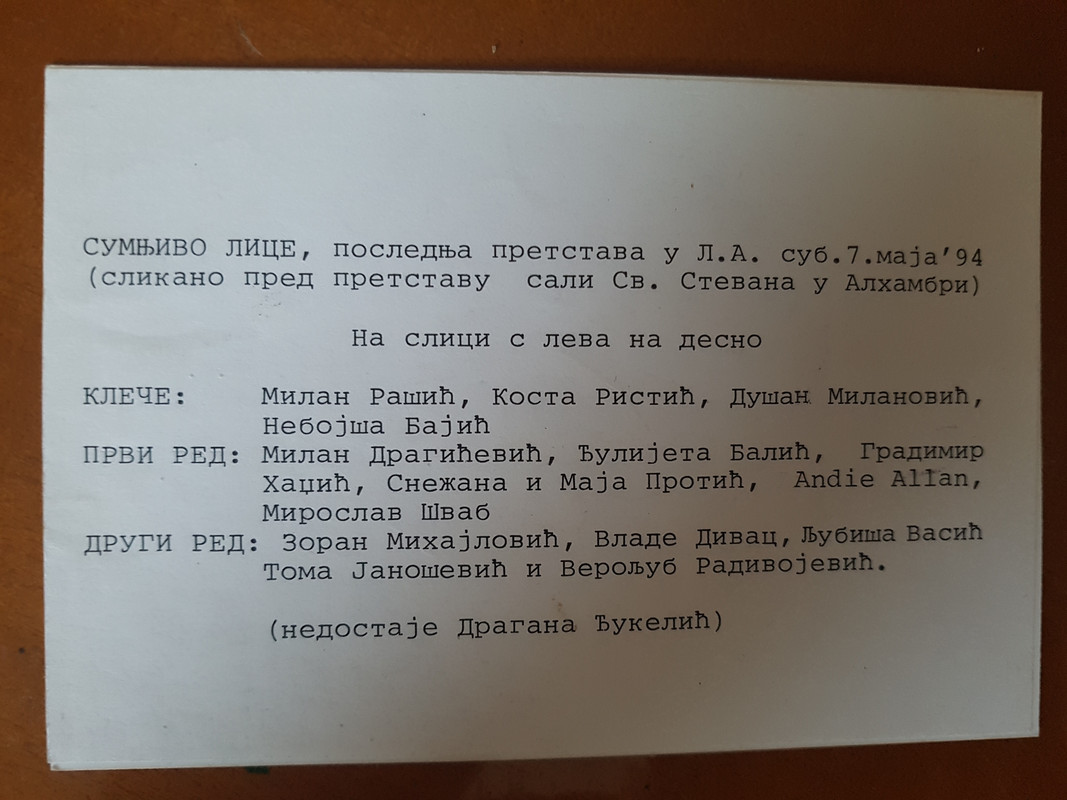 СУМЊИВО ЛИЦЕ, последња претстава у Л.А. суб.7.маја'94
(сликано пред претставу сали Св. Стевана у Алхамбри)
На слици с лева на десно
КЛЕЧЕ: Милан Рашић, Коста Ристић, Душан Милановић,
Небојша Бајић
ПРВИ РЕД: Милан Драгићевић, Ђулијета Балић, Градимир
Хаџић, Снежана и Маја Протић, Andie Allan,
Мирослав Шваб
ДРУГИ РЕД: Зоран Михајловић, Владе Дивац, Љубиша Васић
Тома Јаношевић и Верољуб Радивојевић.
(недостаје Драгана Ђукелић)